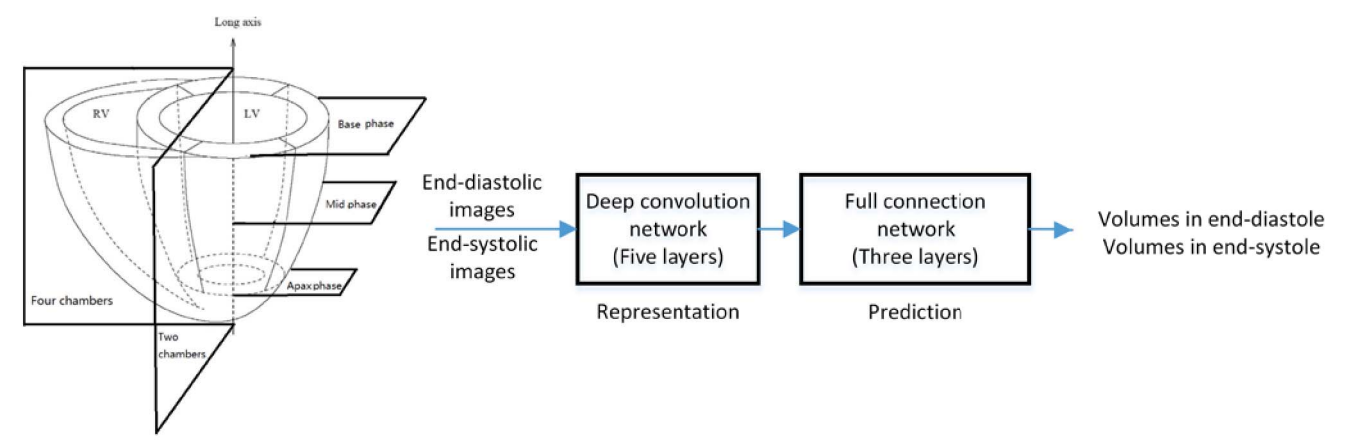 Long axis
RV
LV
Base phase
Mid phase
Apax phase
Four chambers
Two
chambers
End-diastolic
images
End-systolic
images
Deep convolution
network
(Five layers)
Representation
Full connection
network
(Three layers)
Prediction
Volumes in end-diastole
Volumes in end-systole